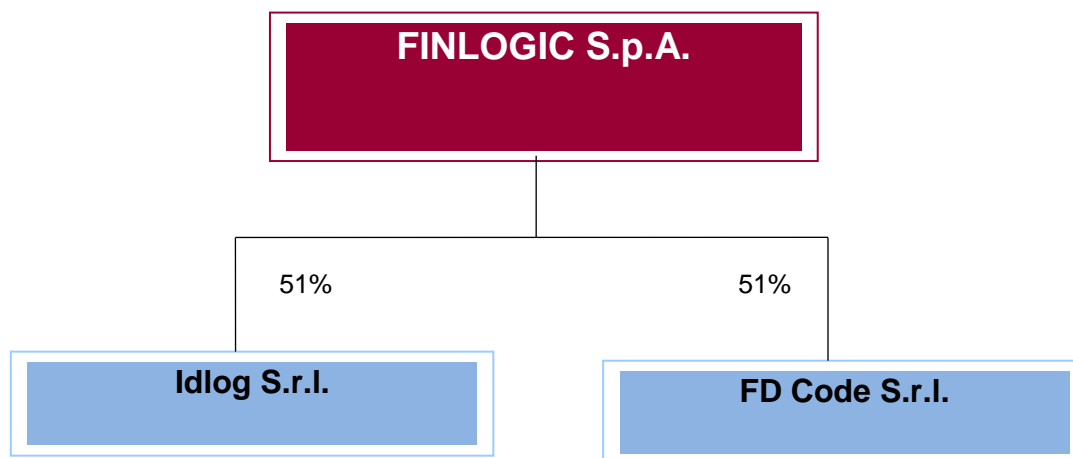 FINLOGIC S.p.A.
51%
51%
Idlog S.r.l.
FD Code S.r.l.